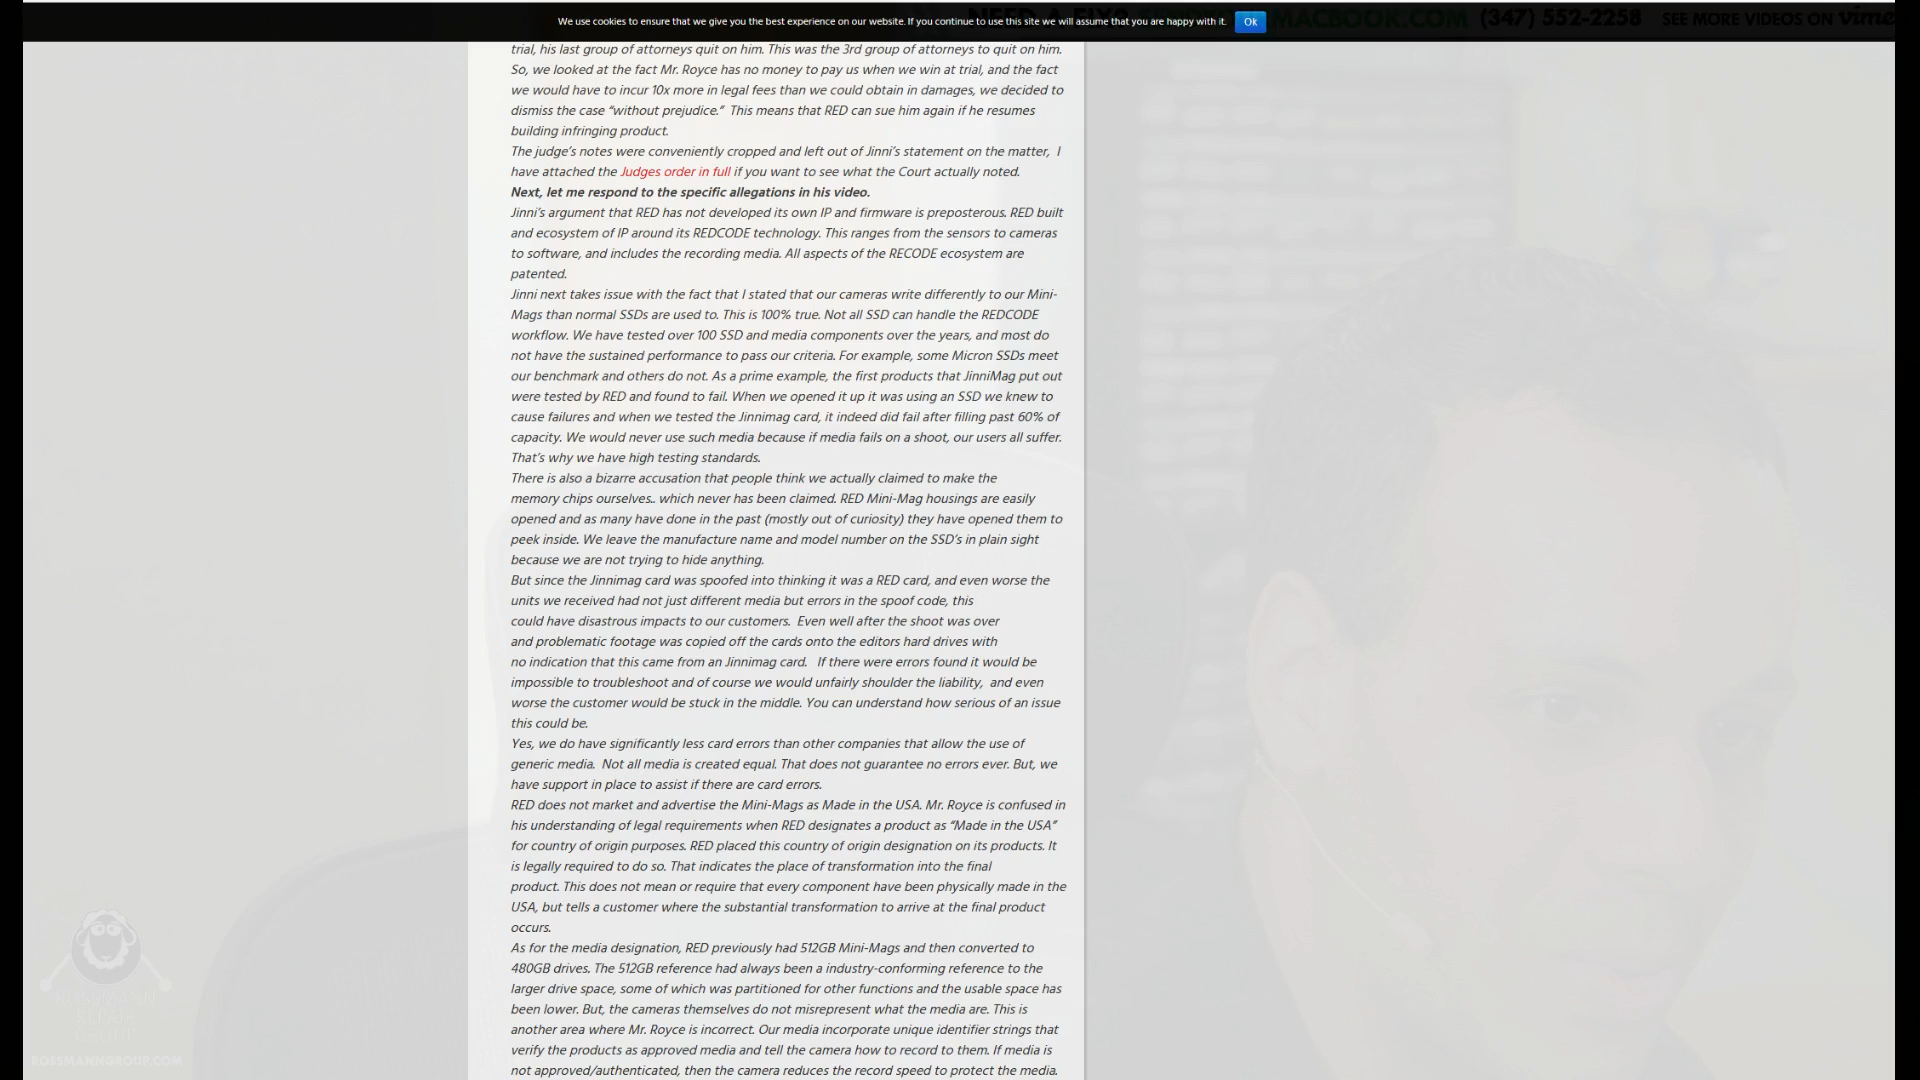 We use cookies to ensure that we give you the best experience on our website. If you continue to use this site we will assume that you are happy with it. Ok
MACBOOK.COM (347) 552-2258 SEE MORE VIDEOS ON vimeo
trial, his last group of attorneys quit on him. This was the 3rd group of attorneys to quit on him.
So, we looked at the fact Mr. Royce has no money to pay us when we win at trial, and the fact
we would have to incur 10x more in legal fees than we could obtain in damages, we decided to
dismiss the case “without prejudice.”  This means that RED can sue him again if he resumes
building infringing product.
The judge’s notes were conveniently cropped and left out of Jinni’s statement on the matter,  I
have attached the Judges order in full if you want to see what the Court actually noted.
Next, let me respond to the specific allegations in his video.
Jinni’s argument that RED has not developed its own IP and firmware is preposterous. RED built
and ecosystem of IP around its REDCODE technology. This ranges from the sensors to cameras
to software, and includes the recording media. All aspects of the RECODE ecosystem are
patented.
Jinni next takes issue with the fact that I stated that our cameras write differently to our Mini-
Mags than normal SSDs are used to. This is 100% true. Not all SSD can handle the REDCODE
workflow. We have tested over 100 SSD and media components over the years, and most do
not have the sustained performance to pass our criteria. For example, some Micron SSDs meet
our benchmark and others do not. As a prime example, the first products that JinniMag put out
were tested by RED and found to fail. When we opened it up it was using an SSD we knew to
cause failures and when we tested the Jinnimag card, it indeed did fail after filling past 60% of
capacity. We would never use such media because if media fails on a shoot, our users all suffer.
That’s why we have high testing standards.
There is also a bizarre accusation that people think we actually claimed to make the
memory chips ourselves.. which never has been claimed. RED Mini-Mag housings are easily
opened and as many have done in the past (mostly out of curiosity) they have opened them to
peek inside. We leave the manufacture name and model number on the SSD’s in plain sight
because we are not trying to hide anything.
But since the Jinnimag card was spoofed into thinking it was a RED card, and even worse the
units we received had not just different media but errors in the spoof code, this
could have disastrous impacts to our customers.  Even well after the shoot was over
and problematic footage was copied off the cards onto the editors hard drives with
no indication that this came from an Jinnimag card.   If there were errors found it would be
impossible to troubleshoot and of course we would unfairly shoulder the liability,  and even
worse the customer would be stuck in the middle. You can understand how serious of an issue
this could be.
Yes, we do have significantly less card errors than other companies that allow the use of
generic media.  Not all media is created equal. That does not guarantee no errors ever. But, we
have support in place to assist if there are card errors.
RED does not market and advertise the Mini-Mags as Made in the USA. Mr. Royce is confused in
his understanding of legal requirements when RED designates a product as “Made in the USA”
for country of origin purposes. RED placed this country of origin designation on its products. It
is legally required to do so. That indicates the place of transformation into the final
product. This does not mean or require that every component have been physically made in the
USA, but tells a customer where the substantial transformation to arrive at the final product
occurs.
As for the media designation, RED previously had 512GB Mini-Mags and then converted to
480GB drives. The 512GB reference had always been a industry-conforming reference to the
larger drive space, some of which was partitioned for other functions and the usable space has
been lower. But, the cameras themselves do not misrepresent what the media are. This is
another area where Mr. Royce is incorrect. Our media incorporate unique identifier strings that
verify the products as approved media and tell the camera how to record to them. If media is
not approved/authenticated, then the camera reduces the record speed to protect the media.
ROSSMANN
REPAIR
GROUP
ROSSMANNGROUP.COM